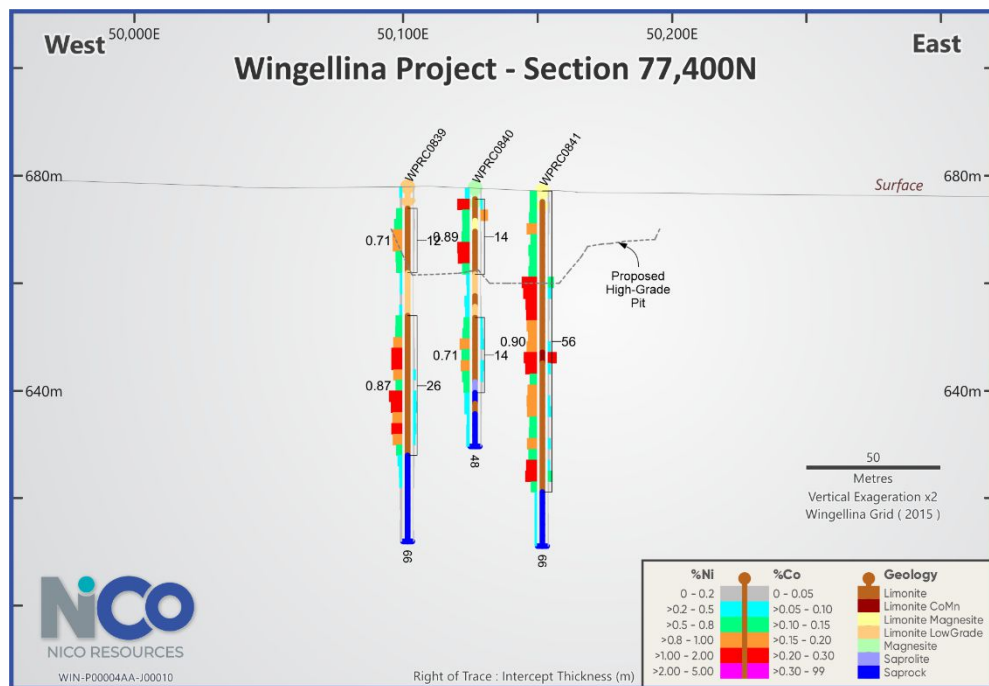 West
50,000E
50,100E
50,200E
East
Wingellina Project - Section 77,400N
WPRC0839
WPRC0840
WPRC0841
680m
680m
Surface
0.71
12
0.89
14
Proposed
High-Grade
Pit
0.90
56
0.71
14
0.87
26
640m
640m
48
66
66
50
Metres
Vertical Exageration x2
Wingellina Grid ( 2015 )
NiCo
NICO RESOURCES
WIN-P00004AA-J00010
Right of Trace : Intercept Thickness (m)
%Ni %Co Geology
0 - 0.2 0 - 0.05 Limonite
>0.2 - 0.5 >0.05 - 0.10 Limonite CoMn
>0.5 - 0.8 >0.10 - 0.15 Limonite Magnesite
>0.8 - 1.00 >0.15 - 0.20 Limonite LowGrade
>1.00 - 2.00 >0.20 - 0.30 Magnesite
>2.00 - 5.00 >0.30 - 99 Saprolite
Saprock